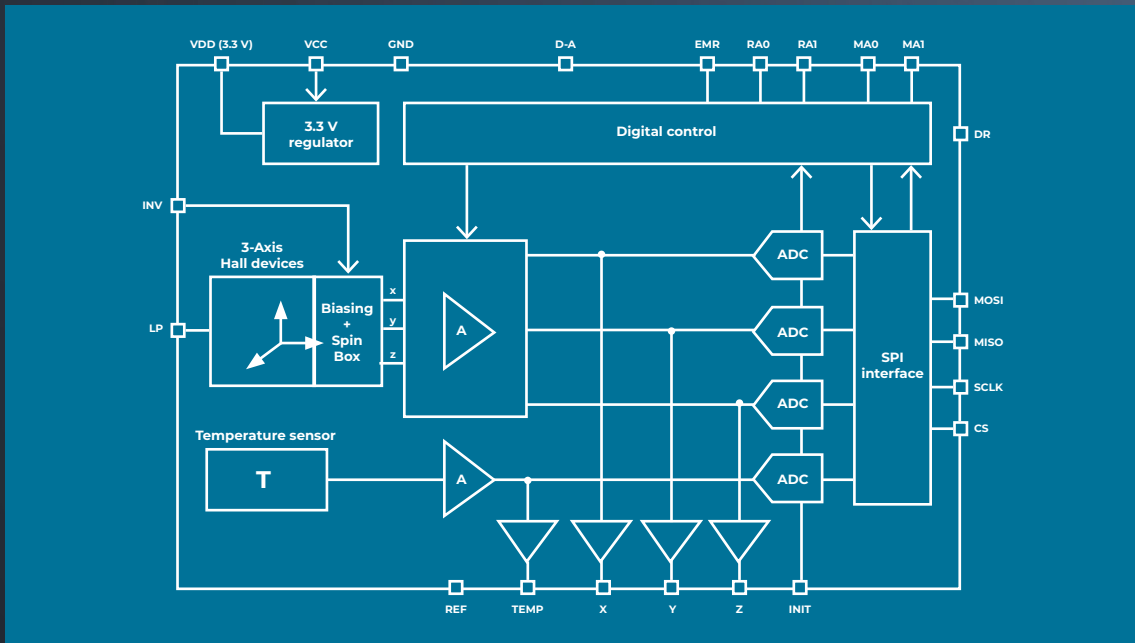 VDD (3.3 V)
VCC
GND
D-A
EMR
RA0
RA1
MA0
MA1
3.3 V
regulator
Digital control
DR
INV
3-Axis
Hall devices
ADC
x
Biasing
+
Spin
Box
y
z
A
LP
MOSI
ADC
MISO
SPI
interface
ADC
SCLK
CS
Temperature sensor
T
A
ADC
REF
TEMP
X
Y
Z
INIT